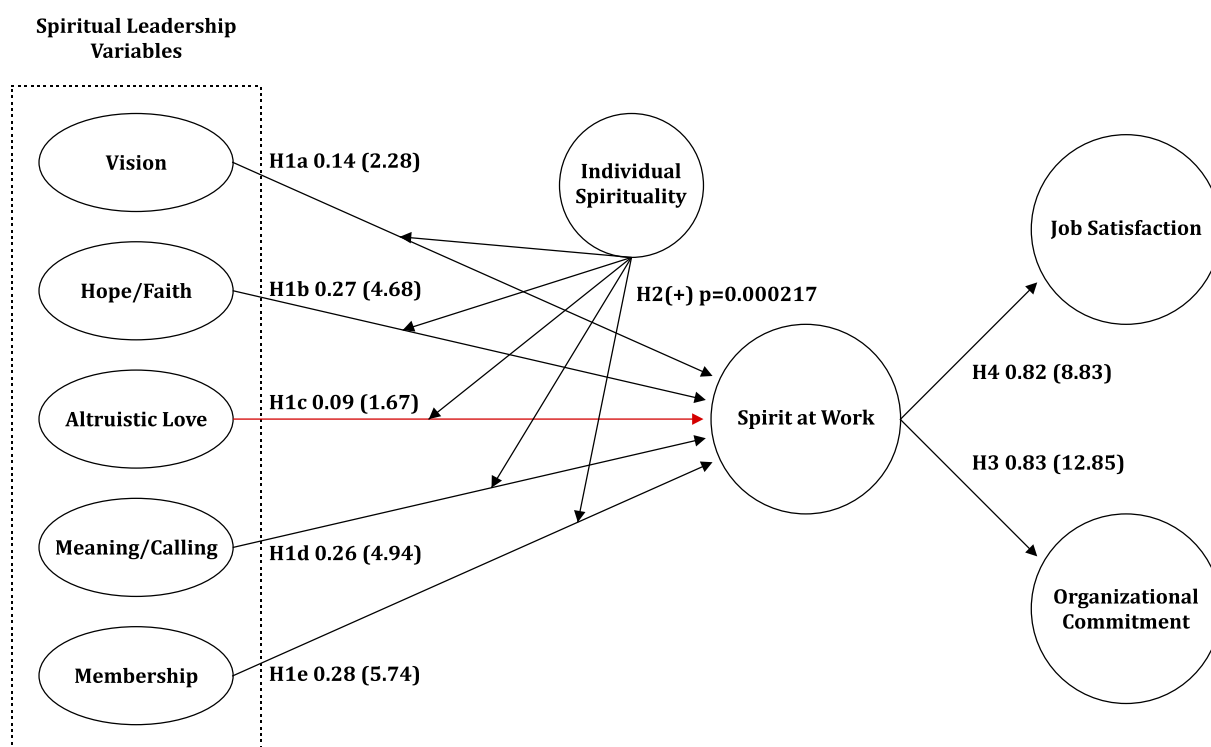 Spiritual Leadership
Variables
Vision
H1a 0.14 (2.28)
Individual
Spirituality
Job Satisfaction
Hope/Faith
H1b 0.27 (4.68)
H2(+) p=0.000217
Altruistic Love
H1c 0.09 (1.67)
Spirit at Work
H4 0.82 (8.83)
H3 0.83 (12.85)
Meaning/Calling
H1d 0.26 (4.94)
Organizational
Commitment
Membership
H1e 0.28 (5.74)